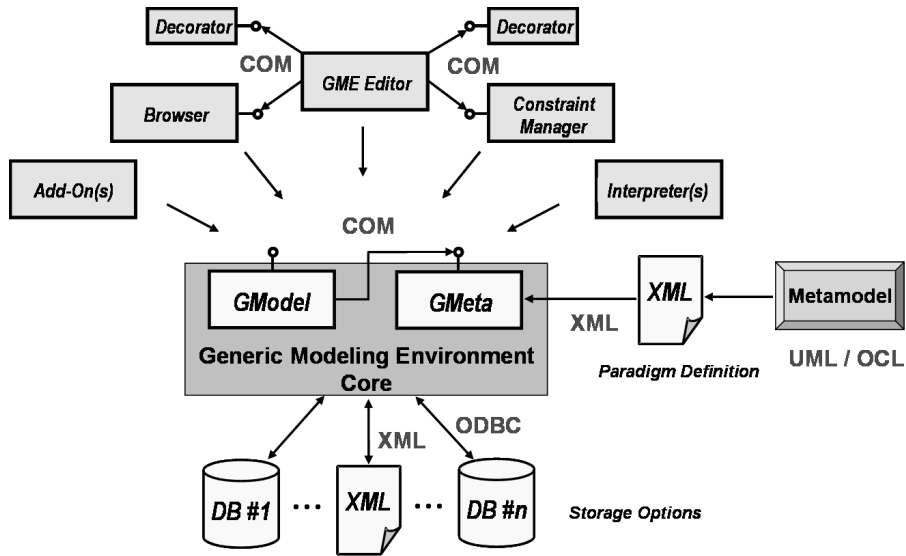 Decorator
Decorator
COM
GME Editor
COM
Browser
Constraint
Manager
Add-On(s)
Interpreter(s)
COM
GModel
GMeta
XML
XML
Metamodel
Generic Modeling Environment
Core
Paradigm Definition
UML / OCL
XML
ODBC
DB #1
...
XML
...
DB #n
Storage Options